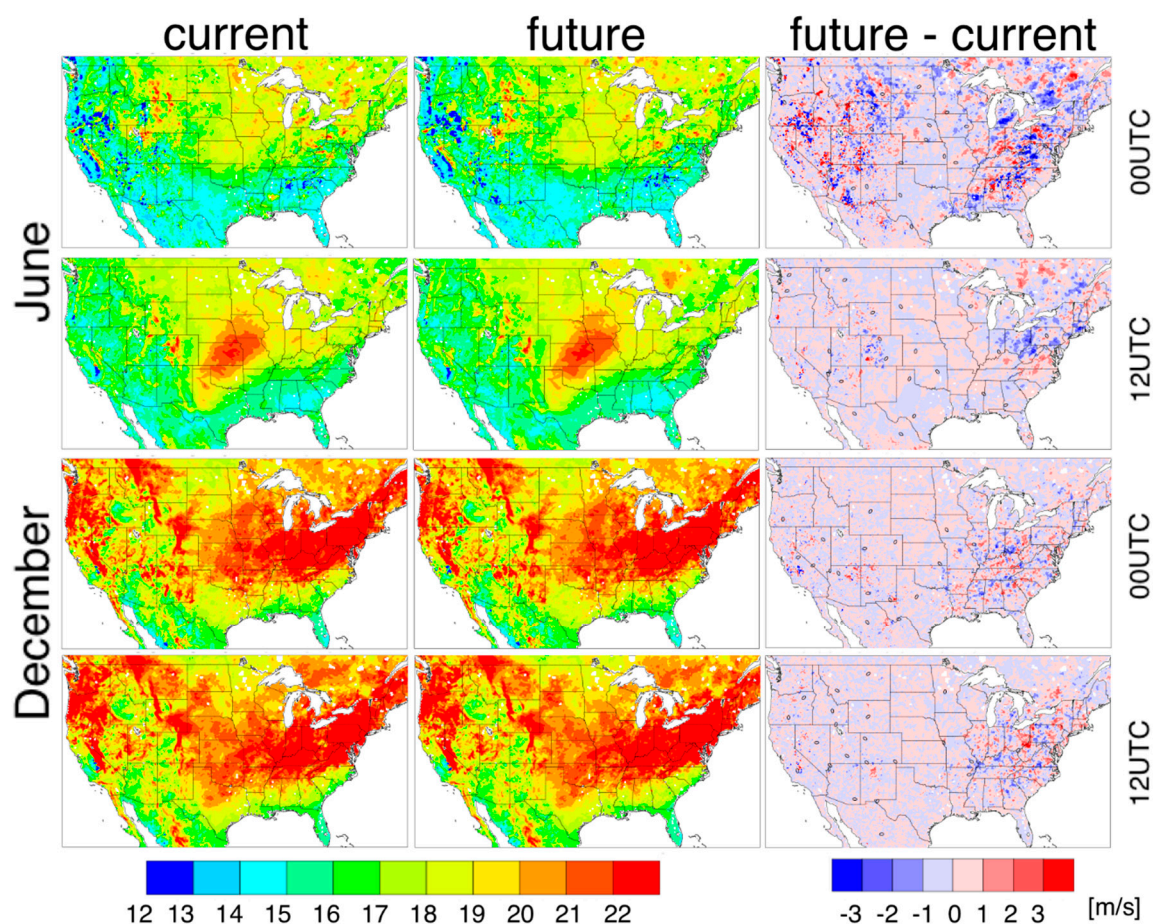 current future future - current
June
00UTC
12UTC
December
00UTC
12UTC
12 13 14 15 16 17 18 19 20 21 22
-3 -2 -1 0 1 2 3 [m/s]